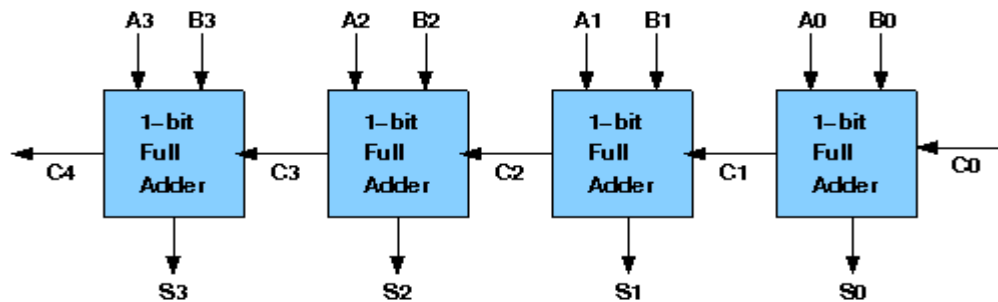 A3 B3 A2 B2 A1 B1 A0 B0
1-bit Full Adder
1-bit Full Adder
1-bit Full Adder
1-bit Full Adder
C4 C3 C2 C1 C0
S3 S2 S1 S0